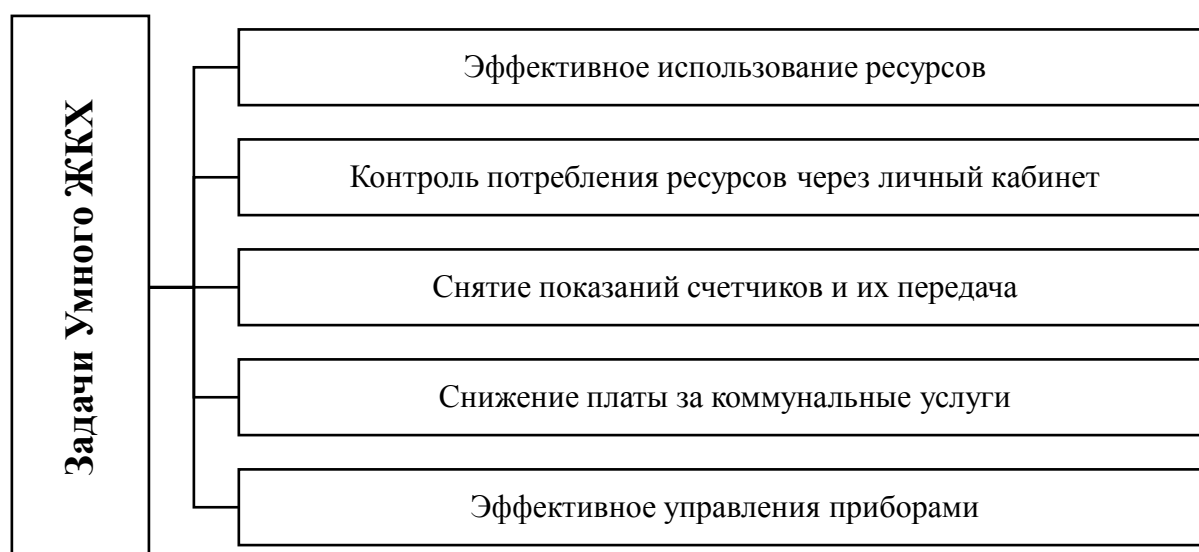 Задачи Умного ЖКХ
Эффективное использование ресурсов
Контроль потребления ресурсов через личный кабинет
Снятие показаний счетчиков и их передача
Снижение платы за коммунальные услуги
Эффективное управления приборами